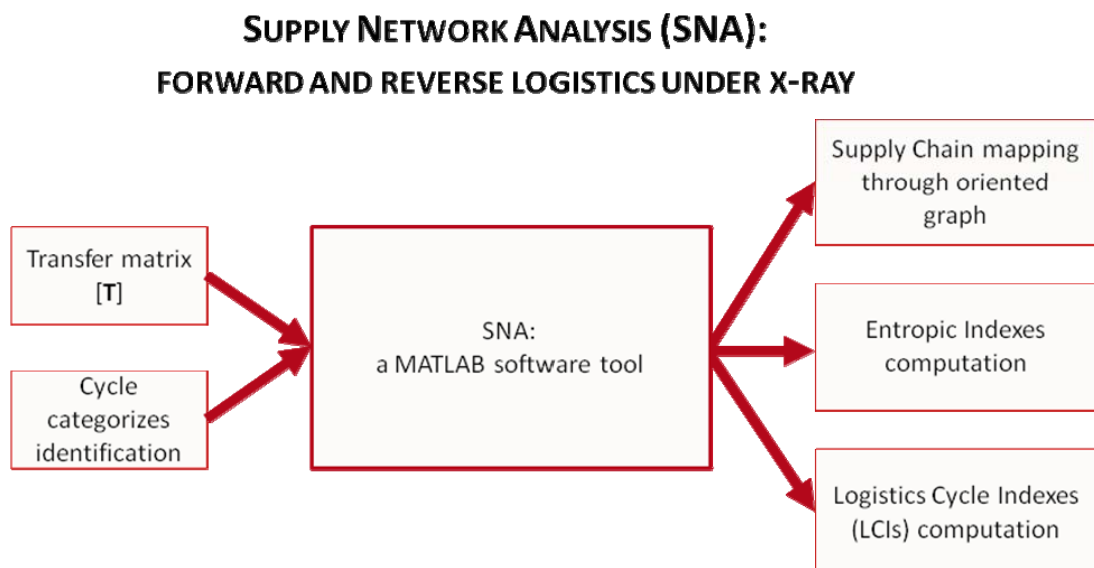 SUPPLY NETWORK ANALYSIS (SNA):
FORWARD AND REVERSE LOGISTICS UNDER X-RAY
Transfer matrix
[T]
Cycle
categorizes
identification
SNA:
a MATLAB software tool
Supply Chain mapping
through oriented
graph
Entropic Indexes
computation
Logistics Cycle Indexes
(LCIs) computation